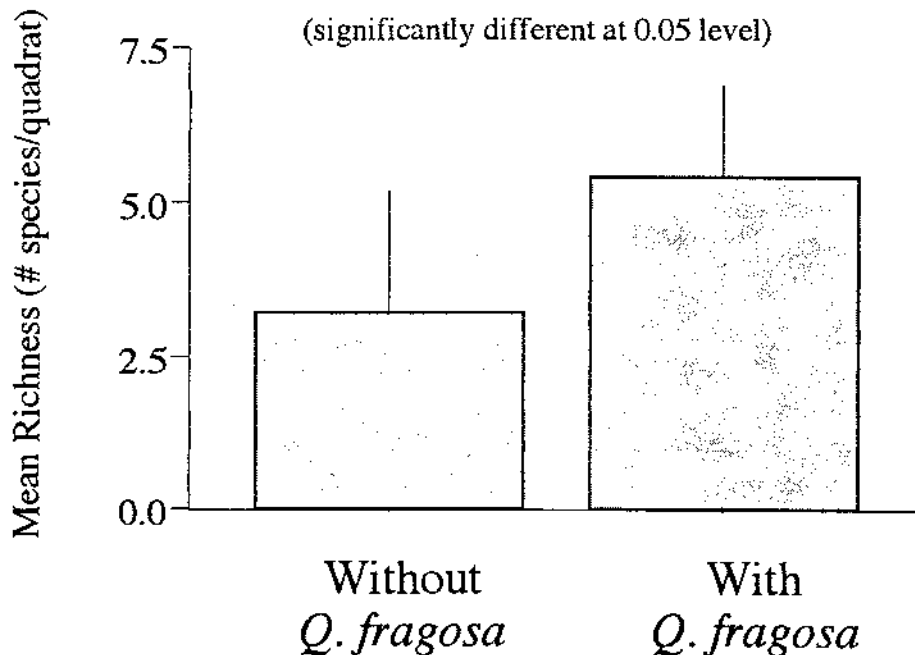 (significantly different at 0.05 level)
Mean Richness (# species/quadrat)
7.5
5.0
2.5
0.0
Without
Q. fragosa
With
Q. fragosa